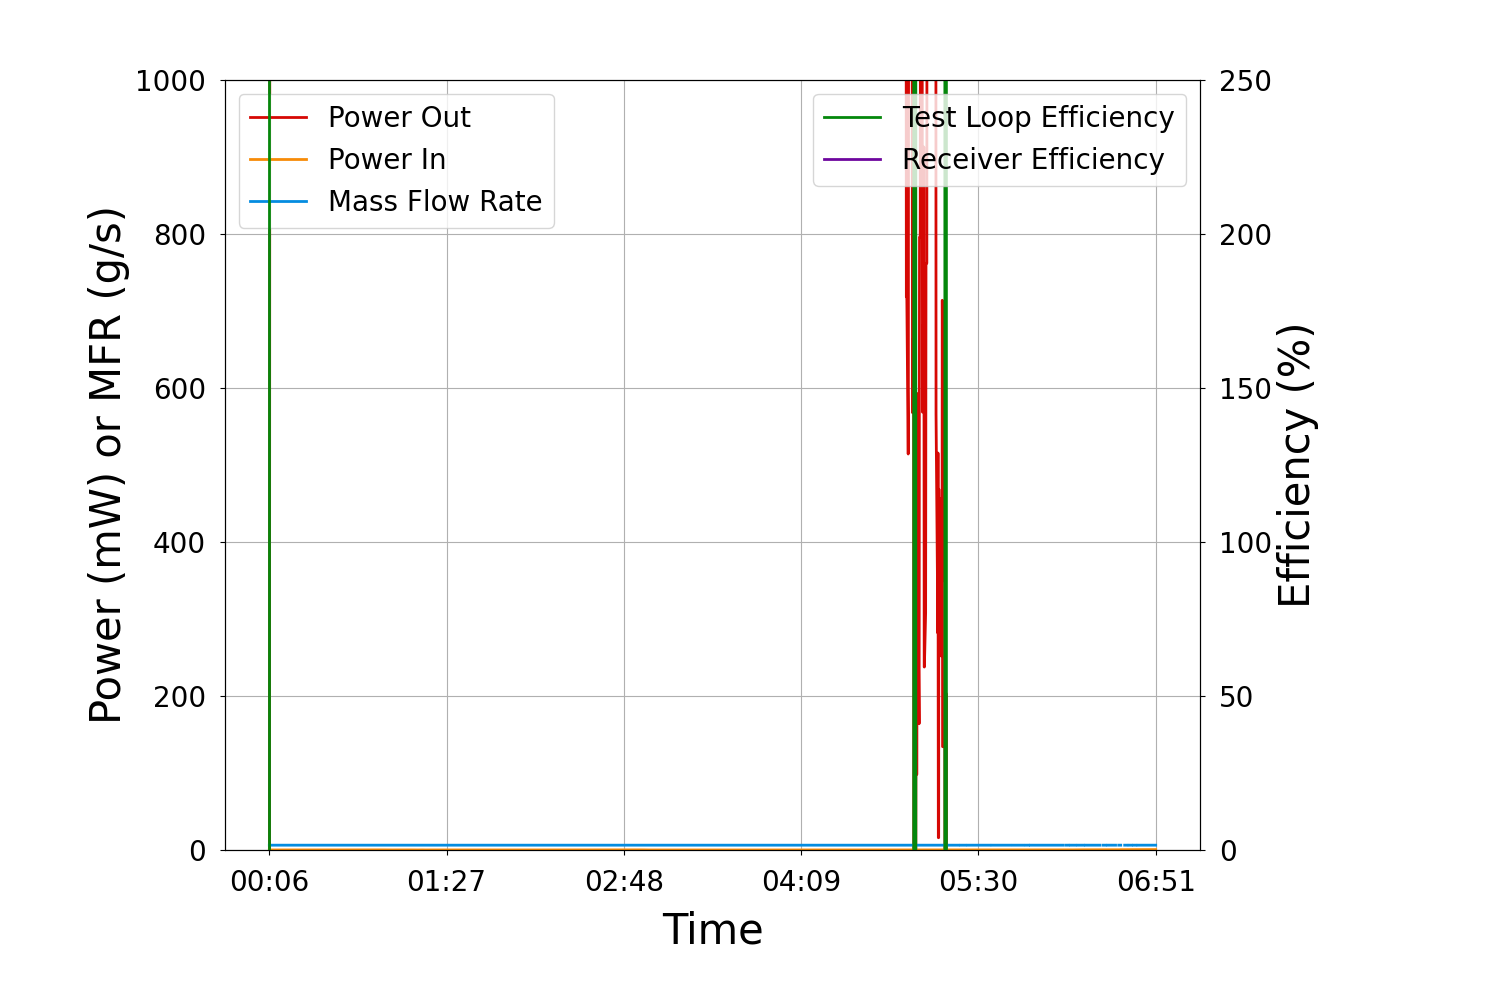 Power (mW) or MFR (g/s)
1000
800
600
400
200
0
Power Out
Power In
Mass Flow Rate
Test Loop Efficiency
Receiver Efficiency
250
200
150
100
50
0
Efficiency (%)
00:06 01:27 02:48 04:09 05:30 06:51
Time